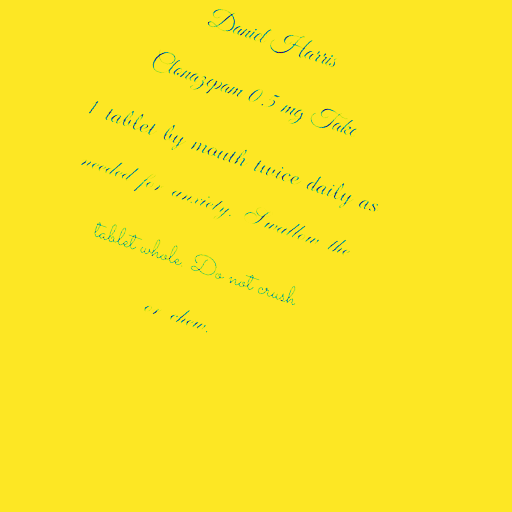 Daniel Harris
Clonazepam 0.5 mg Take
1 tablet by mouth twice daily as
needed for anxiety. Swallow the
tablet whole. Do not crush
or chew.